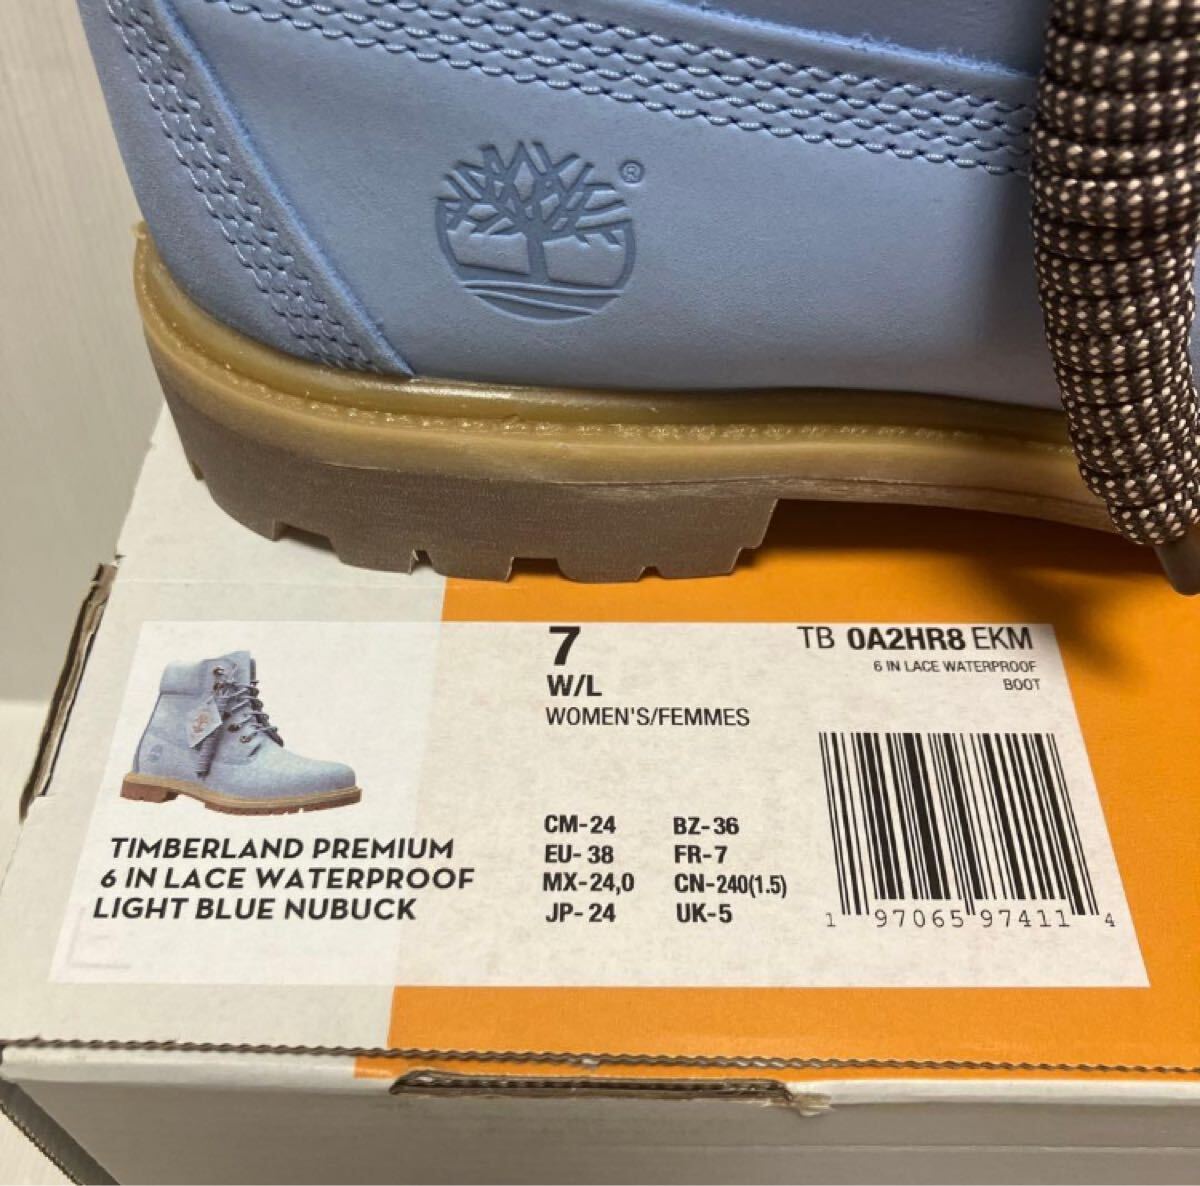 ®
7
W/L
WOMEN'S/FEMMES
TB 0A2HR8 EKM
6 IN LACE WATERPROOF
BOOT
CM-24 BZ-36
EU-38 FR-7
MX-24,0 CN-240(1.5)
JP-24 UK-5
1 97065 97411 4
TIMBERLAND PREMIUM
6 IN LACE WATERPROOF
LIGHT BLUE NUBUCK